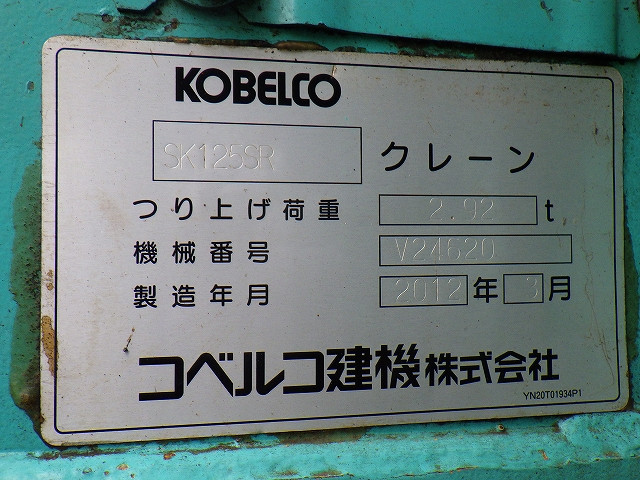 KOBELCO
SK125SR クレーン
つり上げ荷重 2.92 t
機械番号 V24620
製造年月 2012 年 3 月
コベルコ建機株式会社
YN20T01934P1